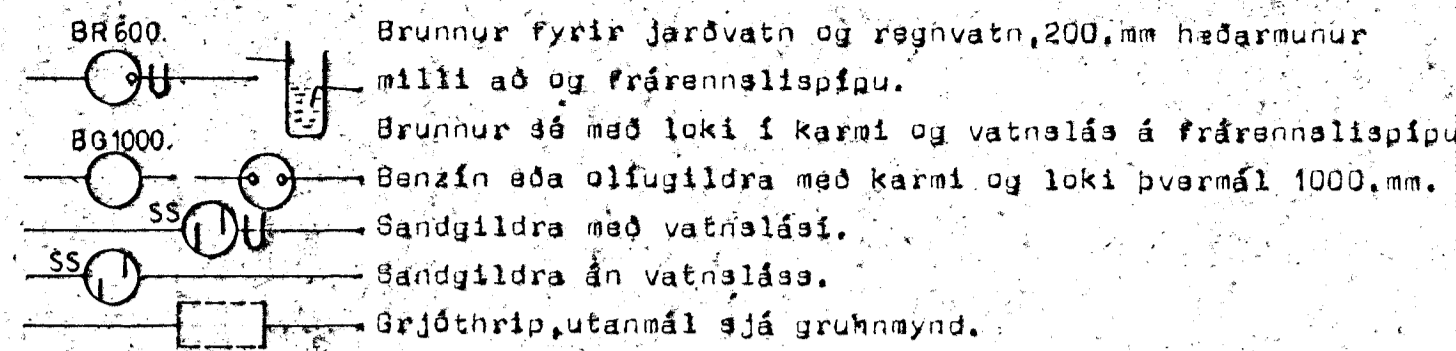 BR600. Brunnur fyrir jarðvatn og regnvatn,200.mm hæðarmunur
milli að og frárennslispípu.
Brunnur sé með loki í karmi og vatnslás á frárennslispípu
BG1000.
Benzín eða olíugildra með karmi og loki þvermál 1000.mm.
SS Sandgildra með vatnslási.
SS Sandgildra án vatnsláss.
Grjóthrip,utanmál sjá grunnmynd.